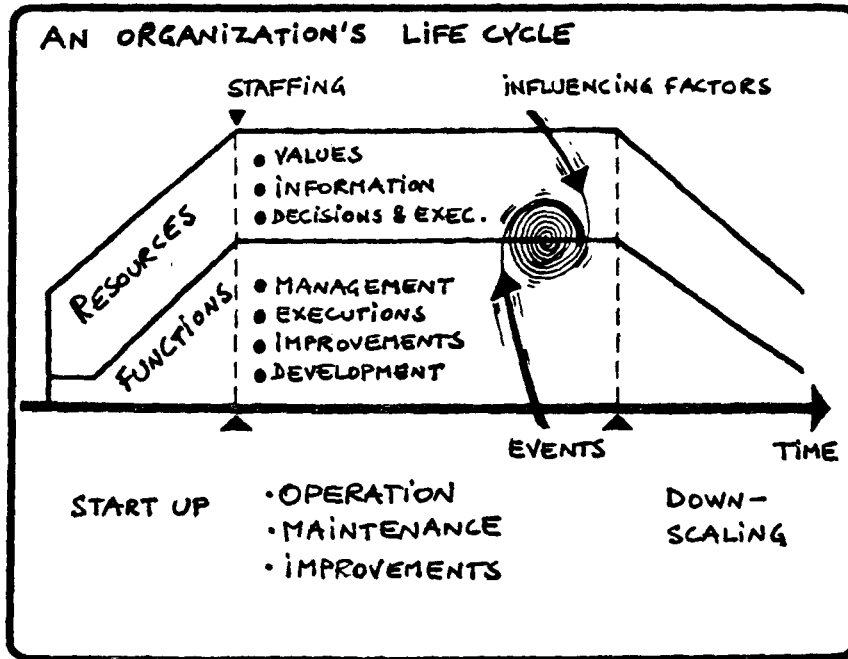 AN ORGANIZATION'S LIFE CYCLE
STAFFING
INFLUENCING FACTORS
RESOURCES
• VALUES
• INFORMATION
• DECISIONS & EXEC.
FUNCTIONS
• MANAGEMENT
• EXECUTIONS
• IMPROVEMENTS
• DEVELOPMENT
EVENTS
TIME
START UP
· OPERATION
· MAINTENANCE
· IMPROVEMENTS
DOWN-
SCALING